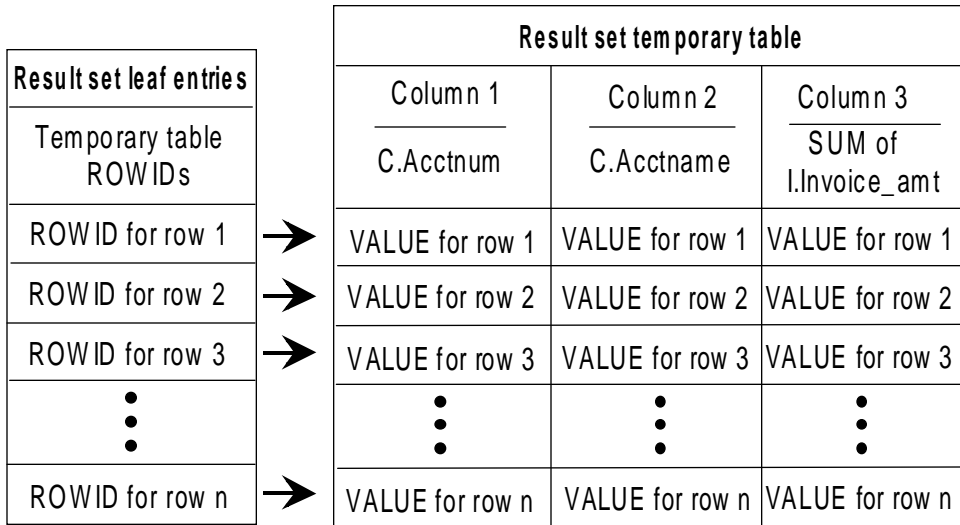 Result set leaf entries
Temporary table
ROWIDs
ROWID for row 1
ROWID for row 2
ROWID for row 3
ROWID for row n
Result set temporary table
Column 1
C.Acctnum
Column 2
C.Acctname
Column 3
SUM of
I.Invoice_amt
VALUE for row 1
VALUE for row 1
VALUE for row 1
VALUE for row 2
VALUE for row 2
VALUE for row 2
VALUE for row 3
VALUE for row 3
VALUE for row 3
VALUE for row n
VALUE for row n
VALUE for row n